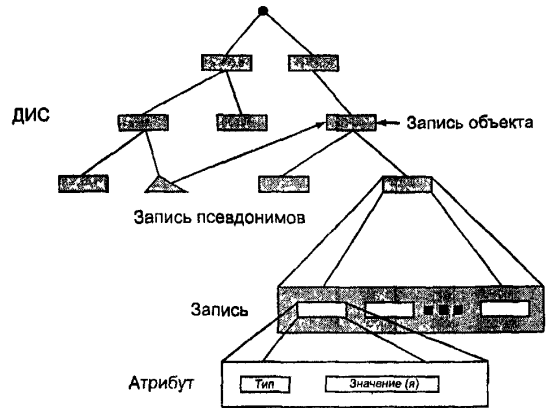 ДИС
Запись объекта
Запись псевдонимов
Запись
Атрибут
Тип
Значение (я)